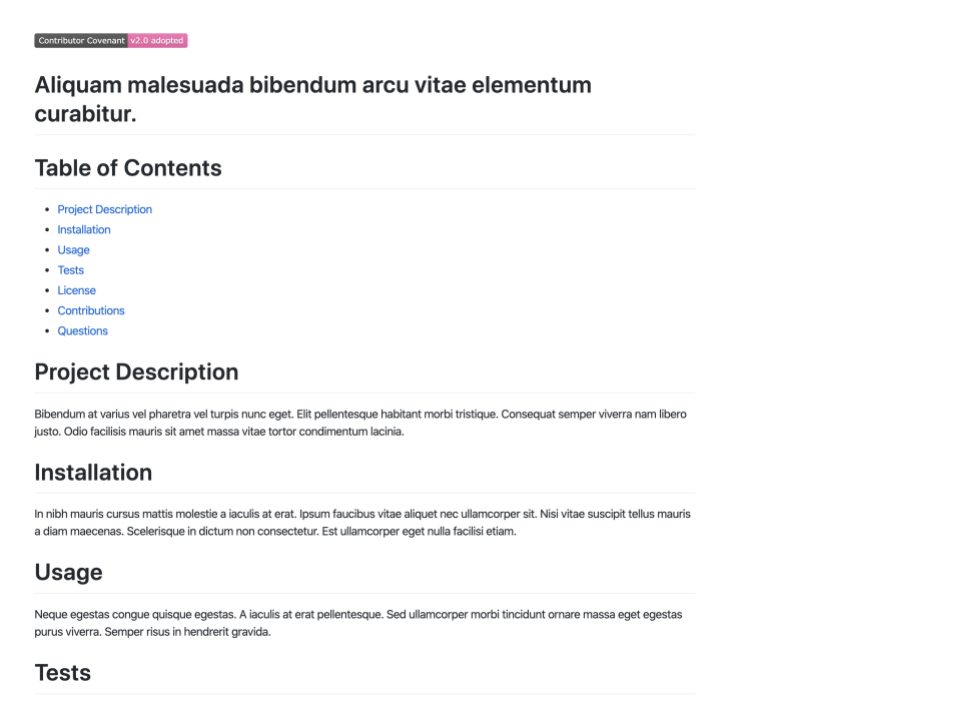 Contributor Covenant v2.0 adopted
Aliquam malesuada bibendum arcu vitae elementum
curabitur.
Table of Contents
• Project Description
• Installation
• Usage
• Tests
• License
• Contributions
• Questions
Project Description
Bibendum at varius vel pharetra vel turpis nunc eget. Elit pellentesque habitant morbi tristique. Consequat semper viverra nam libero
justo. Odio facilisis mauris sit amet massa vitae tortor condimentum lacinia.
Installation
In nibh mauris cursus mattis molestie a iaculis at erat. Ipsum faucibus vitae aliquet nec ullamcorper sit. Nisi vitae suscipit tellus mauris
a diam maecenas. Scelerisque in dictum non consectetur. Est ullamcorper eget nulla facilisi etiam.
Usage
Neque egestas congue quisque egestas. A iaculis at erat pellentesque. Sed ullamcorper morbi tincidunt ornare massa eget egestas
purus viverra. Semper risus in hendrerit gravida.
Tests